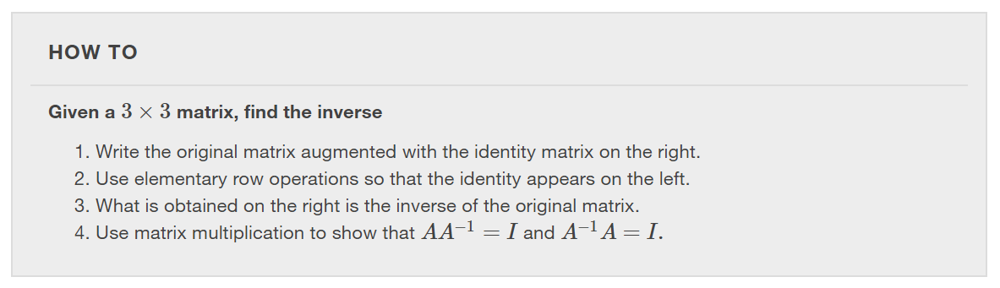 HOW TO
Given a 3 × 3 matrix, find the inverse
1. Write the original matrix augmented with the identity matrix on the right.
2. Use elementary row operations so that the identity appears on the left.
3. What is obtained on the right is the inverse of the original matrix.
4. Use matrix multiplication to show that AA⁻¹ = I and A⁻¹A = I.